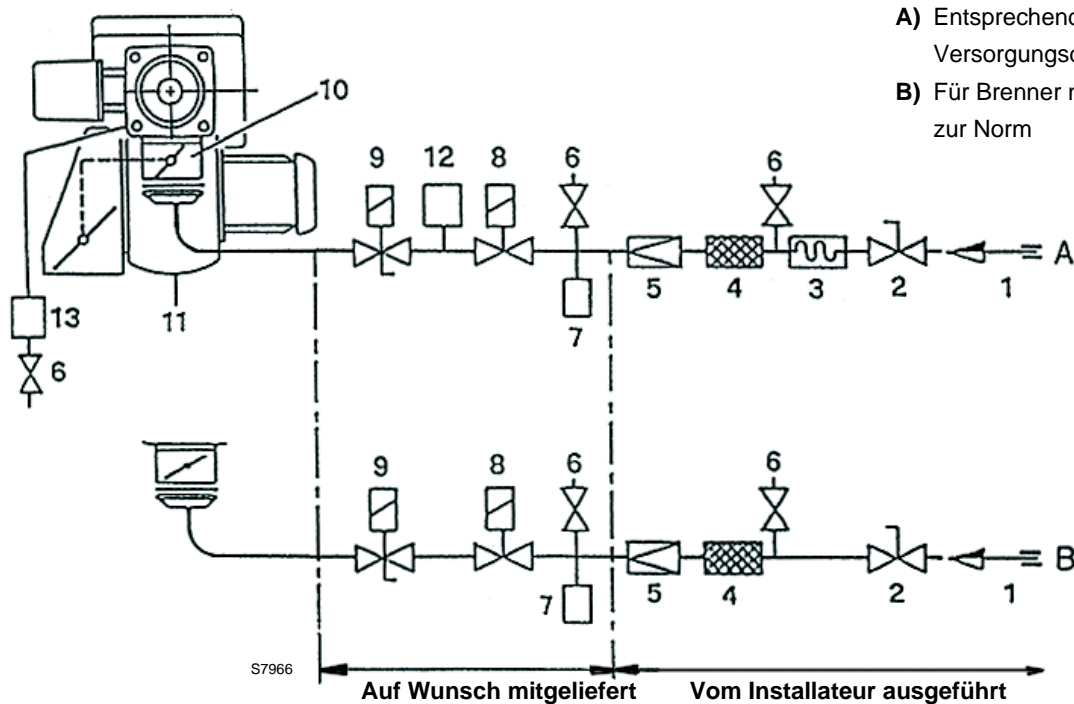 A) Entsprechend
Versorgungsd
B) Für Brenner
zur Norm
10
9 12 8 6 6
A
5 4 3 2 1
7
13
11
6
9 8 6 6
B
5 4 2 1
7
S7966
Auf Wunsch mitgeliefert Vom Installateur ausgeführt